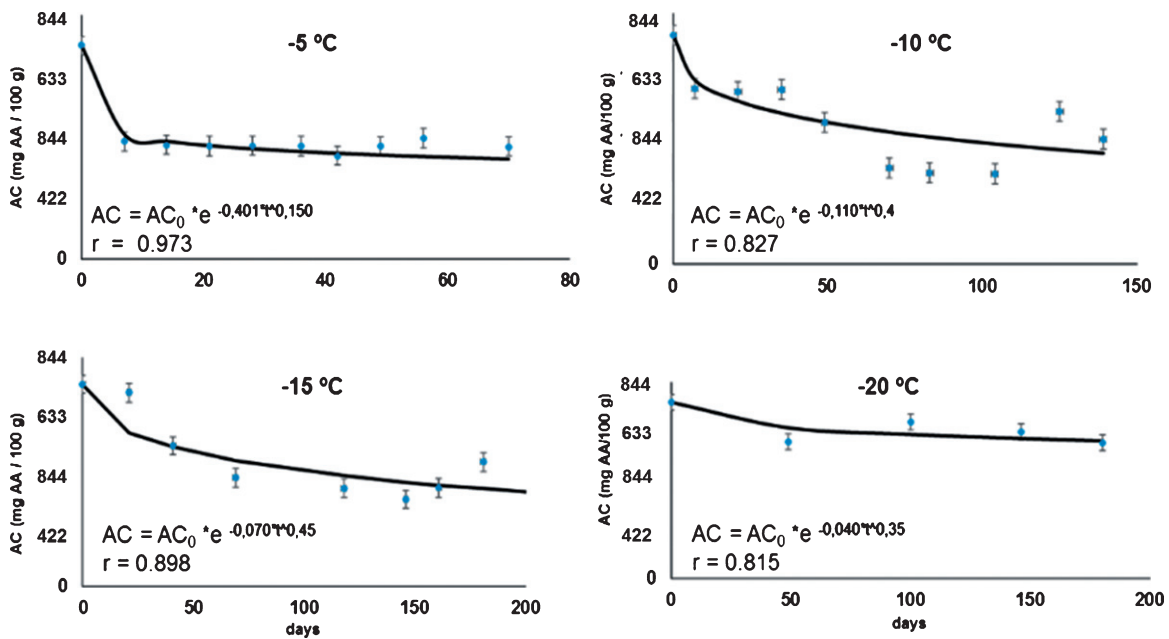 -5 ºC
AC (mg AA / 100 g)
844
633
844
422
0
0 20 40 60 80
AC = AC₀ *e -0,401*t^0,150
r = 0.973
-10 ºC
AC (mg AA/100 g)
844
633
844
422
0
0 50 100 150
AC = AC₀ *e -0,110*t^0,4
r = 0.827
-15 ºC
AC (mg AA / 100 g)
844
633
844
422
0
0 50 100 150 200
days
AC = AC₀ *e -0,070*t^0,45
r = 0.898
-20 ºC
AC (mg AA/100 g)
844
633
844
422
0
0 50 100 150 200
days
AC = AC₀ *e -0,040*t^0,35
r = 0.815